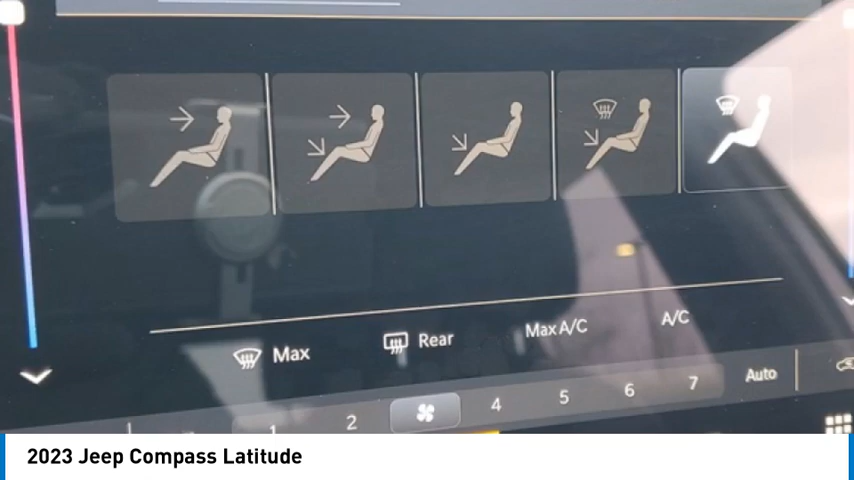 Max
Rear
Max A/C
A/C
1 2 4 5 6 7 Auto
2023 Jeep Compass Latitude